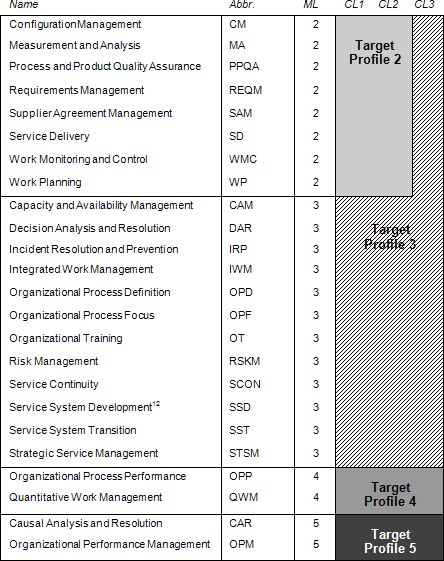 Name Abbr. ML CL1 CL2 CL3
Configuration Management CM 2
Measurement and Analysis MA 2
Target
Profile 2
Process and Product Quality Assurance PPQA 2
Requirements Management REQM 2
Supplier Agreement Management SAM 2
Service Delivery SD 2
Work Monitoring and Control WMC 2
Work Planning WP 2
Capacity and Availability Management CAM 3
Decision Analysis and Resolution DAR 3
Target
Profile 3
Incident Resolution and Prevention IRP 3
Integrated Work Management IWM 3
Organizational Process Definition OPD 3
Organizational Process Focus OPF 3
Organizational Training OT 3
Risk Management RSKM 3
Service Continuity SCON 3
Service System Development12 SSD 3
Service System Transition SST 3
Strategic Service Management STSM 3
Organizational Process Performance OPP 4
Target
Profile 4
Quantitative Work Management QWM 4
Causal Analysis and Resolution CAR 5
Target
Profile 5
Organizational Performance Management OPM 5